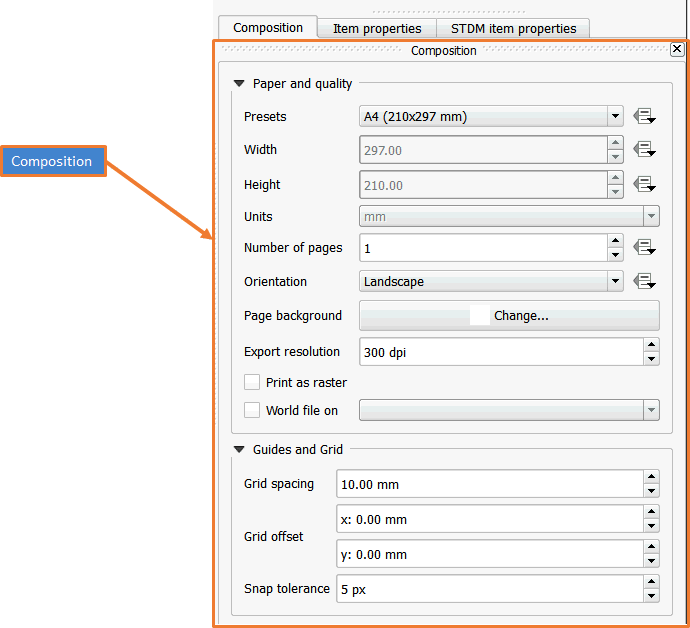 Composition Item properties STDM item properties
Composition
Paper and quality
Presets A4 (210x297 mm)
Composition
Width 297.00
Height 210.00
Units mm
Number of pages 1
Orientation Landscape
Page background Change...
Export resolution 300 dpi
Print as raster
World file on
Guides and Grid
Grid spacing 10.00 mm
x: 0.00 mm
Grid offset
y: 0.00 mm
Snap tolerance 5 px